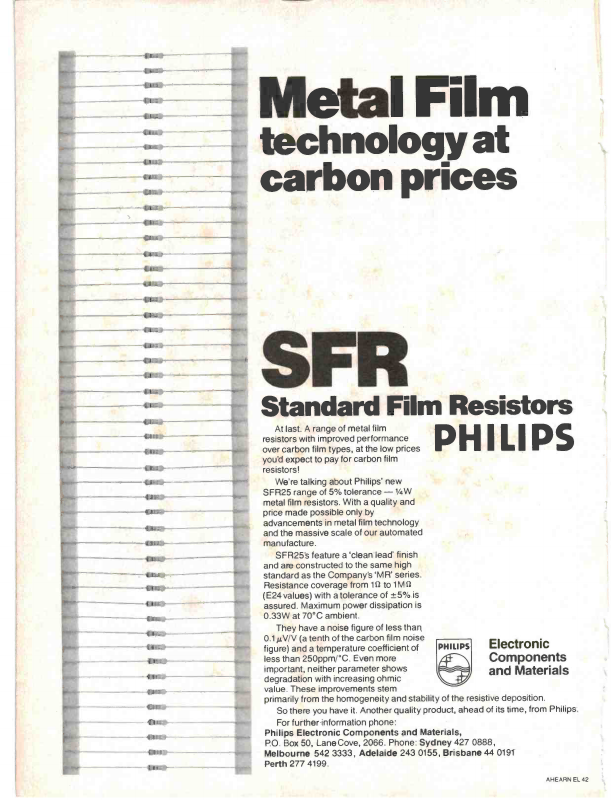 Metal Film
technology at
carbon prices
SFR
Standard Film Resistors
PHILIPS
At last. A range of metal film
resistors with improved performance
over carbon film types, at the low prices
you'd expect to pay for carbon film
resistors!
We're talking about Philips' new
SFR25 range of 5% tolerance — ¼W
metal film resistors. With a quality and
price made possible only by
advancements in metal film technology
and the massive scale of our automated
manufacture.
SFR25's feature a 'clean lead' finish
and are constructed to the same high
standard as the Company's 'MR' series.
Resistance coverage from 1Ω to 1MΩ
(E24 values) with a tolerance of ±5% is
assured. Maximum power dissipation is
0.33W at 70°C ambient.
They have a noise figure of less than
0.1μV/V (a tenth of the carbon film noise
figure) and a temperature coefficient of
less than 250ppm/°C. Even more
important, neither parameter shows
degradation with increasing ohmic
value. These improvements stem
primarily from the homogeneity and stability of the resistive deposition.
So there you have it. Another quality product, ahead of its time, from Philips.
For further information phone:
Philips Electronic Components and Materials,
P.O. Box 50, Lane Cove, 2066. Phone: Sydney 427 0888,
Melbourne 542 3333, Adelaide 243 0155, Brisbane 44 0191
Perth 277 4199.
PHILIPS
Electronic
Components
and Materials
AHEARN EL 42